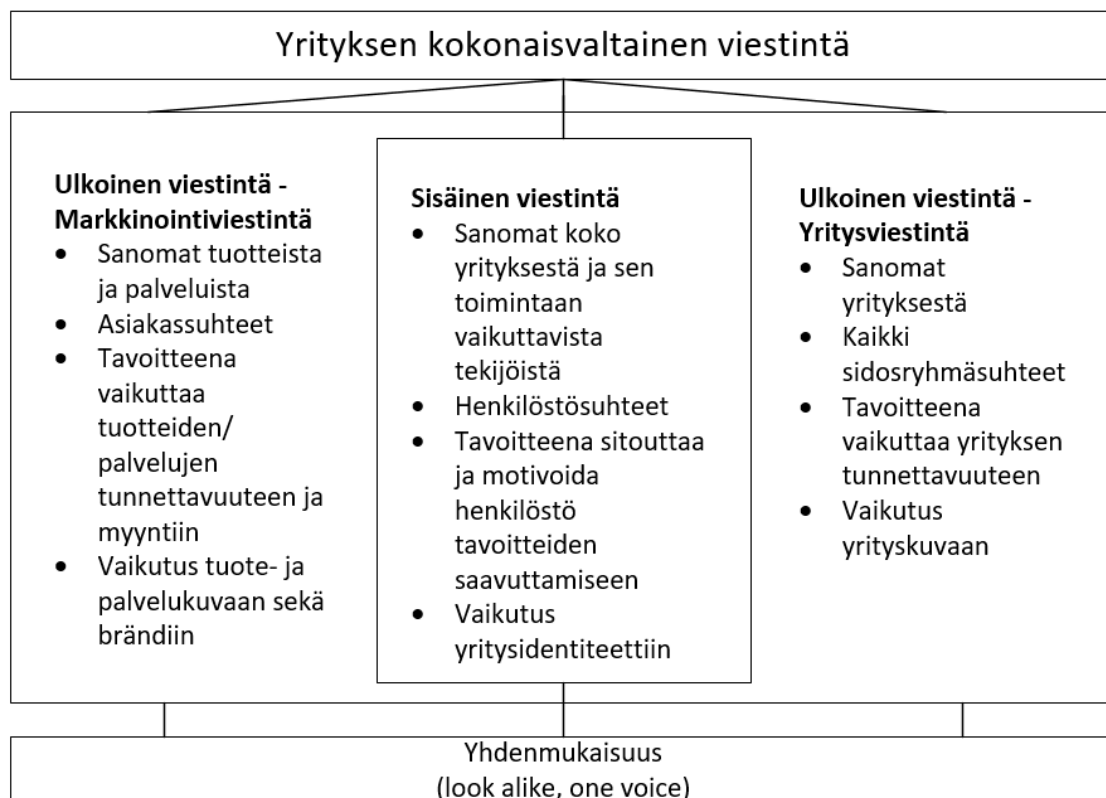 Yrityksen kokonaisvaltainen viestintä
Ulkoinen viestintä -
Markkinointiviestintä
• Sanomat tuotteista
ja palveluista
• Asiakassuhteet
• Tavoitteena
vaikuttaa
tuotteiden/
palvelujen
tunnettavuuteen ja
myyntiin
• Vaikutus tuote- ja
palvelukuvaan sekä
brändiin
Sisäinen viestintä
• Sanomat koko
yrityksestä ja sen
toimintaan
vaikuttavista
tekijöistä
• Henkilöstösuhteet
• Tavoitteena sitouttaa
ja motivoida
henkilöstö
tavoitteiden
saavuttamiseen
• Vaikutus
yritysidentiteettiin
Ulkoinen viestintä -
Yritysviestintä
• Sanomat
yrityksestä
• Kaikki
sidosryhmäsuhteet
• Tavoitteena
vaikuttaa yrityksen
tunnettavuuteen
• Vaikutus
yrityskuvaan
Yhdenmukaisuus
(look alike, one voice)